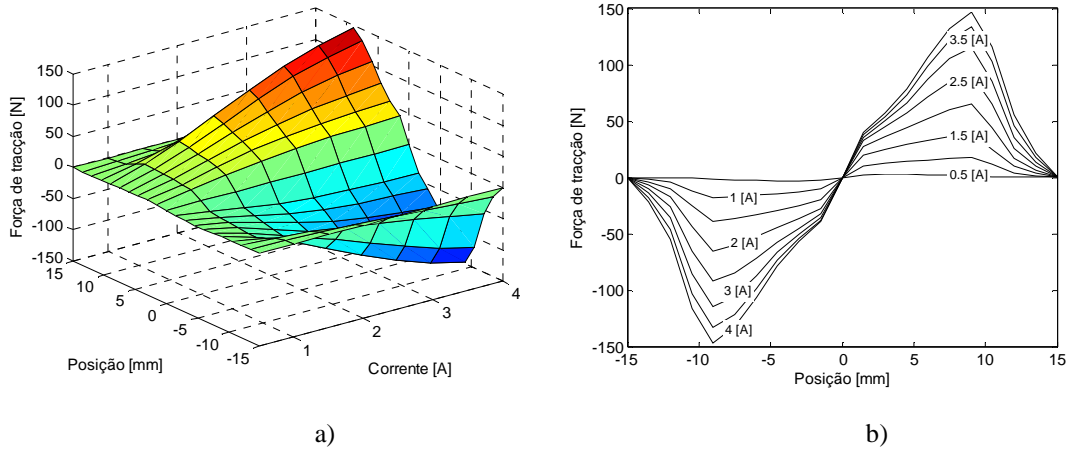 150
100
50
0
-50
-100
-150
Força de tracção [N]
15
10
5
0
-5
-10
-15
Posição [mm]
1
2
3
4
Corrente [A]
a)
150
100
50
0
-50
-100
-150
Força de tracção [N]
3.5 [A]
2.5 [A]
1.5 [A]
0.5 [A]
1 [A]
2 [A]
3 [A]
4 [A]
-15
-10
-5
0
5
10
15
Posição [mm]
b)